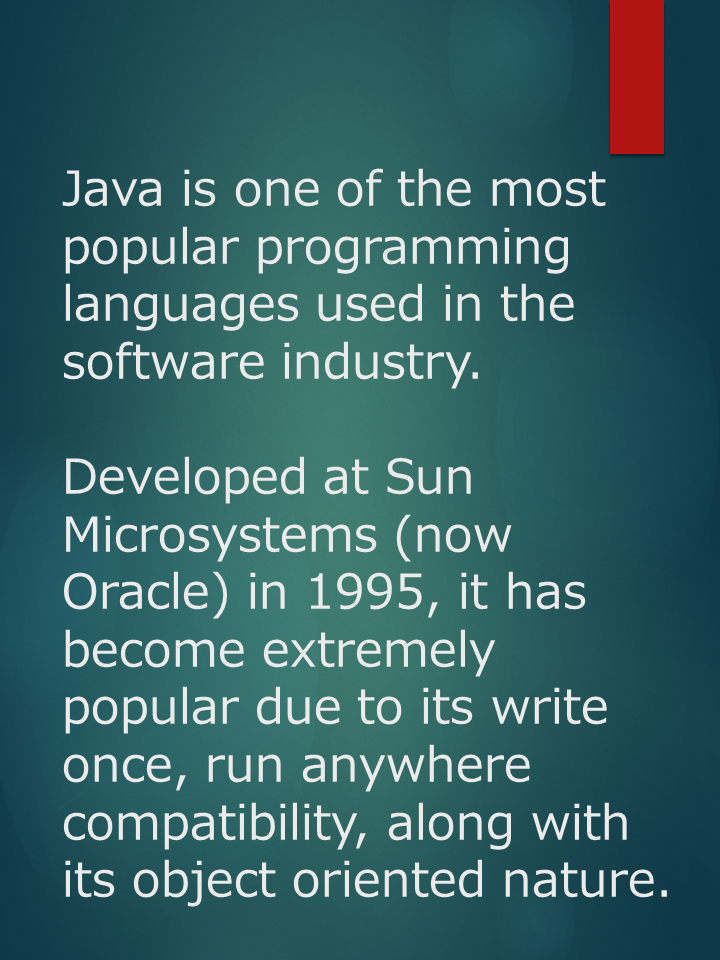 Java is one of the most
popular programming
languages used in the
software industry.
Developed at Sun
Microsystems (now
Oracle) in 1995, it has
become extremely
popular due to its write
once, run anywhere
compatibility, along with
its object oriented nature.